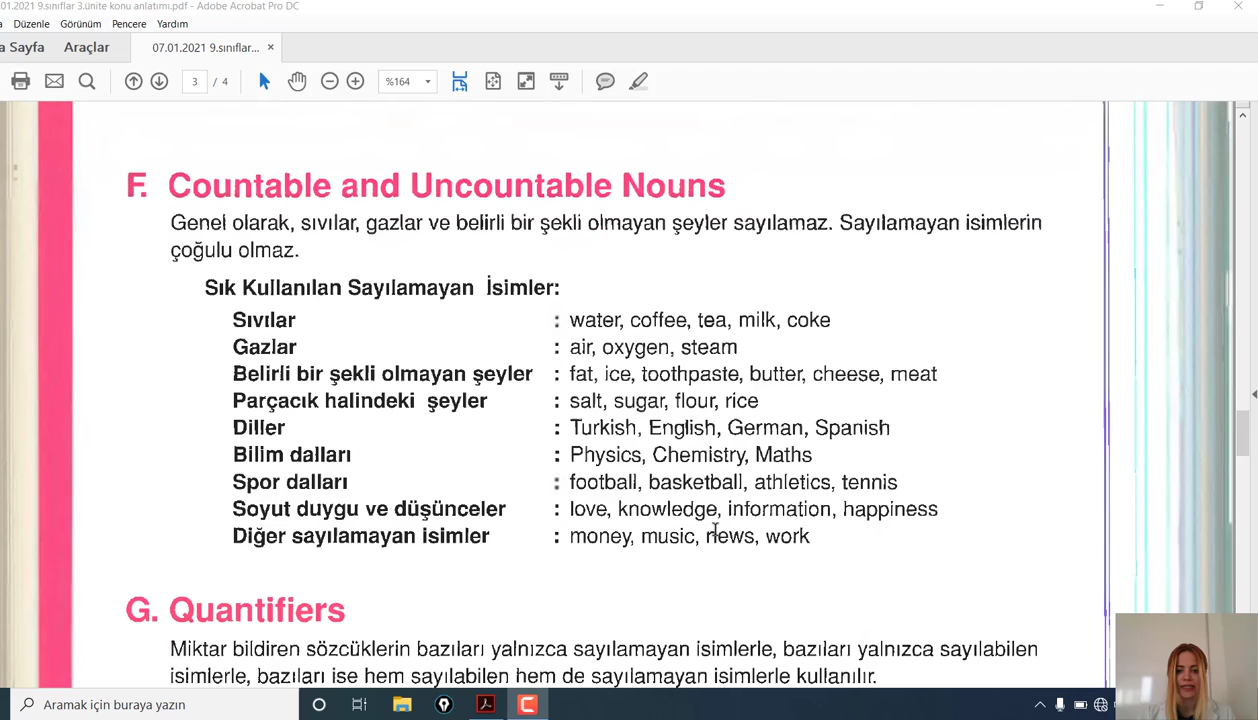 .01.2021 9.sınıflar 3.ünite konu anlatımı.pdf - Adobe Acrobat Pro DC
Düzenle Görünüm Pencere Yardım
a Sayfa Araçlar 07.01.2021 9.sınıflar... ×
3 / 4 %164
F. Countable and Uncountable Nouns
Genel olarak, sıvılar, gazlar ve belirli bir şekli olmayan şeyler sayılamaz. Sayılamayan isimlerin
çoğulu olmaz.
Sık Kullanılan Sayılamayan İsimler:
Sıvılar : water, coffee, tea, milk, coke
Gazlar : air, oxygen, steam
Belirli bir şekli olmayan şeyler : fat, ice, toothpaste, butter, cheese, meat
Parçacık halindeki şeyler : salt, sugar, flour, rice
Diller : Turkish, English, German, Spanish
Bilim dalları : Physics, Chemistry, Maths
Spor dalları : football, basketball, athletics, tennis
Soyut duygu ve düşünceler : love, knowledge, information, happiness
Diğer sayılamayan isimler : money, music, news, work
G. Quantifiers
Miktar bildiren sözcüklerin bazıları yalnızca sayılamayan isimlerle, bazıları yalnızca sayılabilen
isimlerle, bazıları ise hem sayılabilen hem de sayılamayan isimlerle kullanılır.
Aramak için buraya yazın